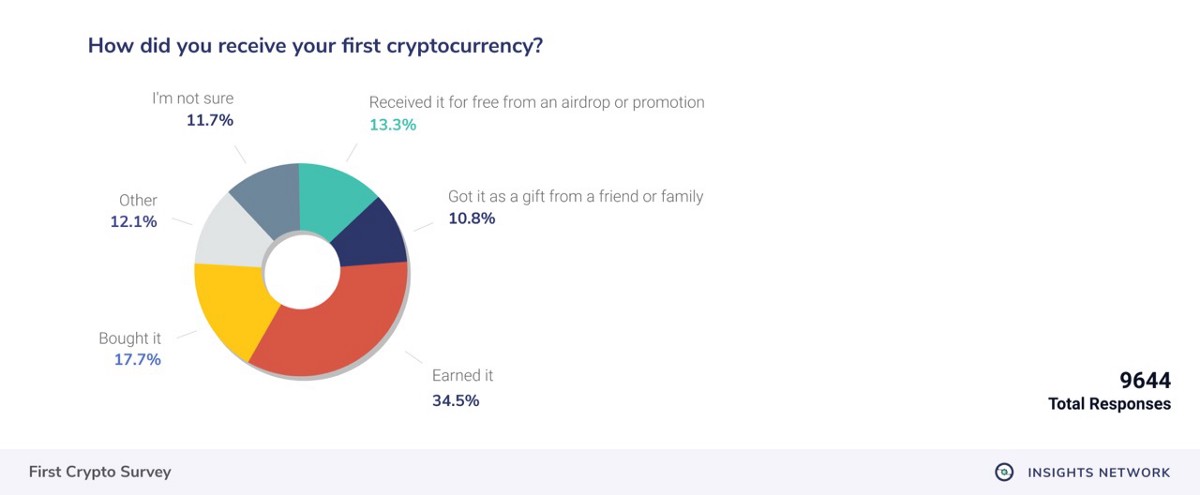 How did you receive your first cryptocurrency?
I'm not sure
11.7%
Received it for free from an airdrop or promotion
13.3%
Other
12.1%
Got it as a gift from a friend or family
10.8%
Bought it
17.7%
Earned it
34.5%
9644
Total Responses
First Crypto Survey
INSIGHTS NETWORK